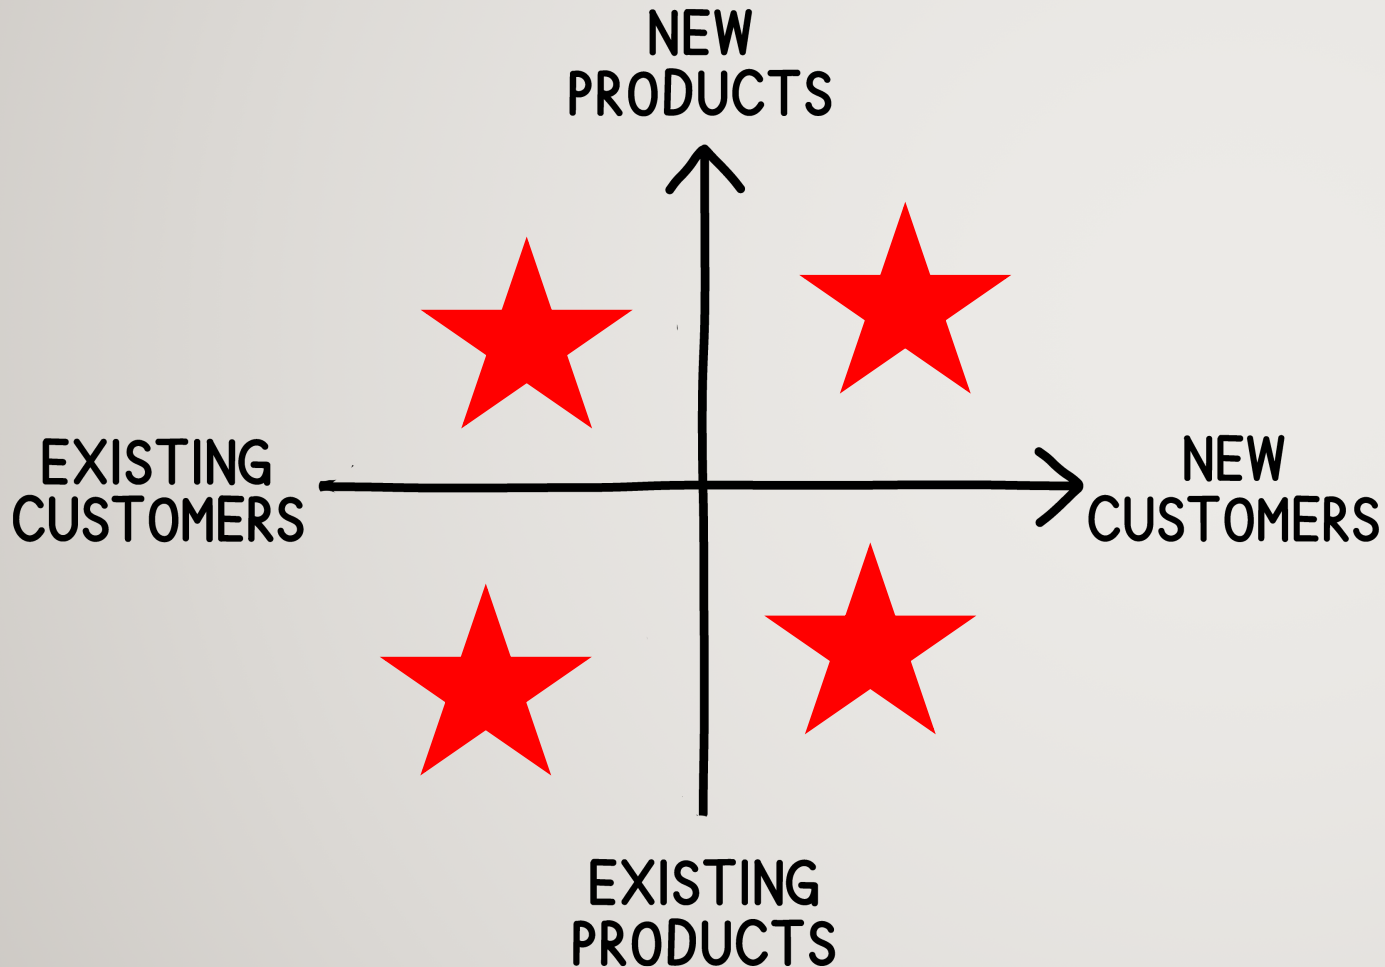 NEW
PRODUCTS
EXISTING
CUSTOMERS
NEW
CUSTOMERS
EXISTING
PRODUCTS